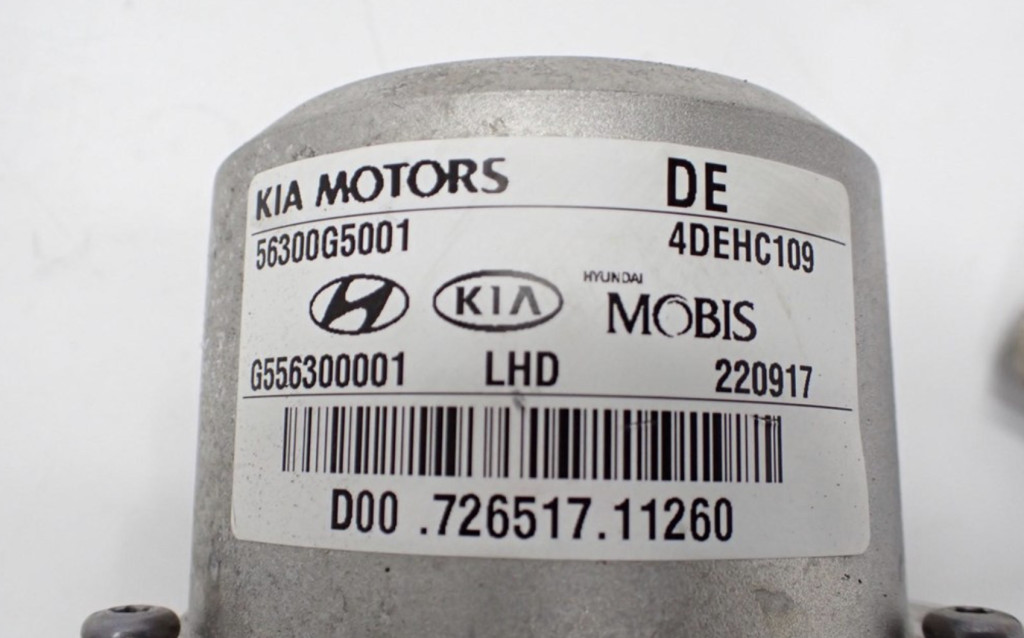 KIA MOTORS DE
56300G5001 4DEHC109
KIA HYUNDAI MOBIS
G556300001 LHD 220917
D00 .726517.11260